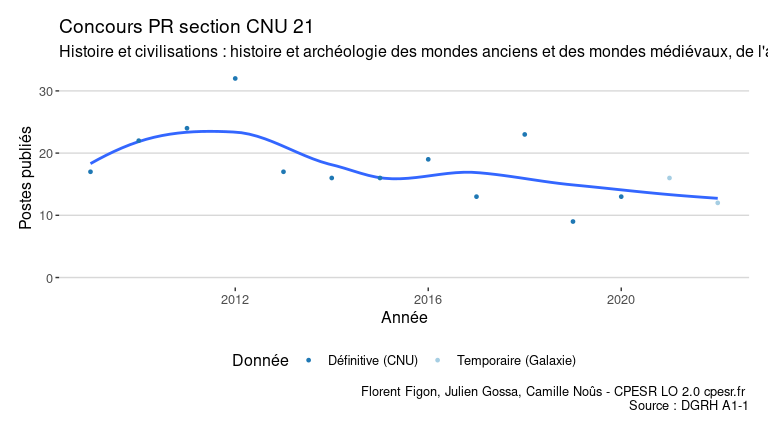 Concours PR section CNU 21
Histoire et civilisations : histoire et archéologie des mondes anciens et des mondes médiévaux, de l'a
30
20
10
0
Postes publiés
2012
2016
2020
Année
Donnée
Définitive (CNU)
Temporaire (Galaxie)
Florent Figon, Julien Gossa, Camille Noûs - CPESR LO 2.0 cpesr.fr
Source : DGRH A1-1